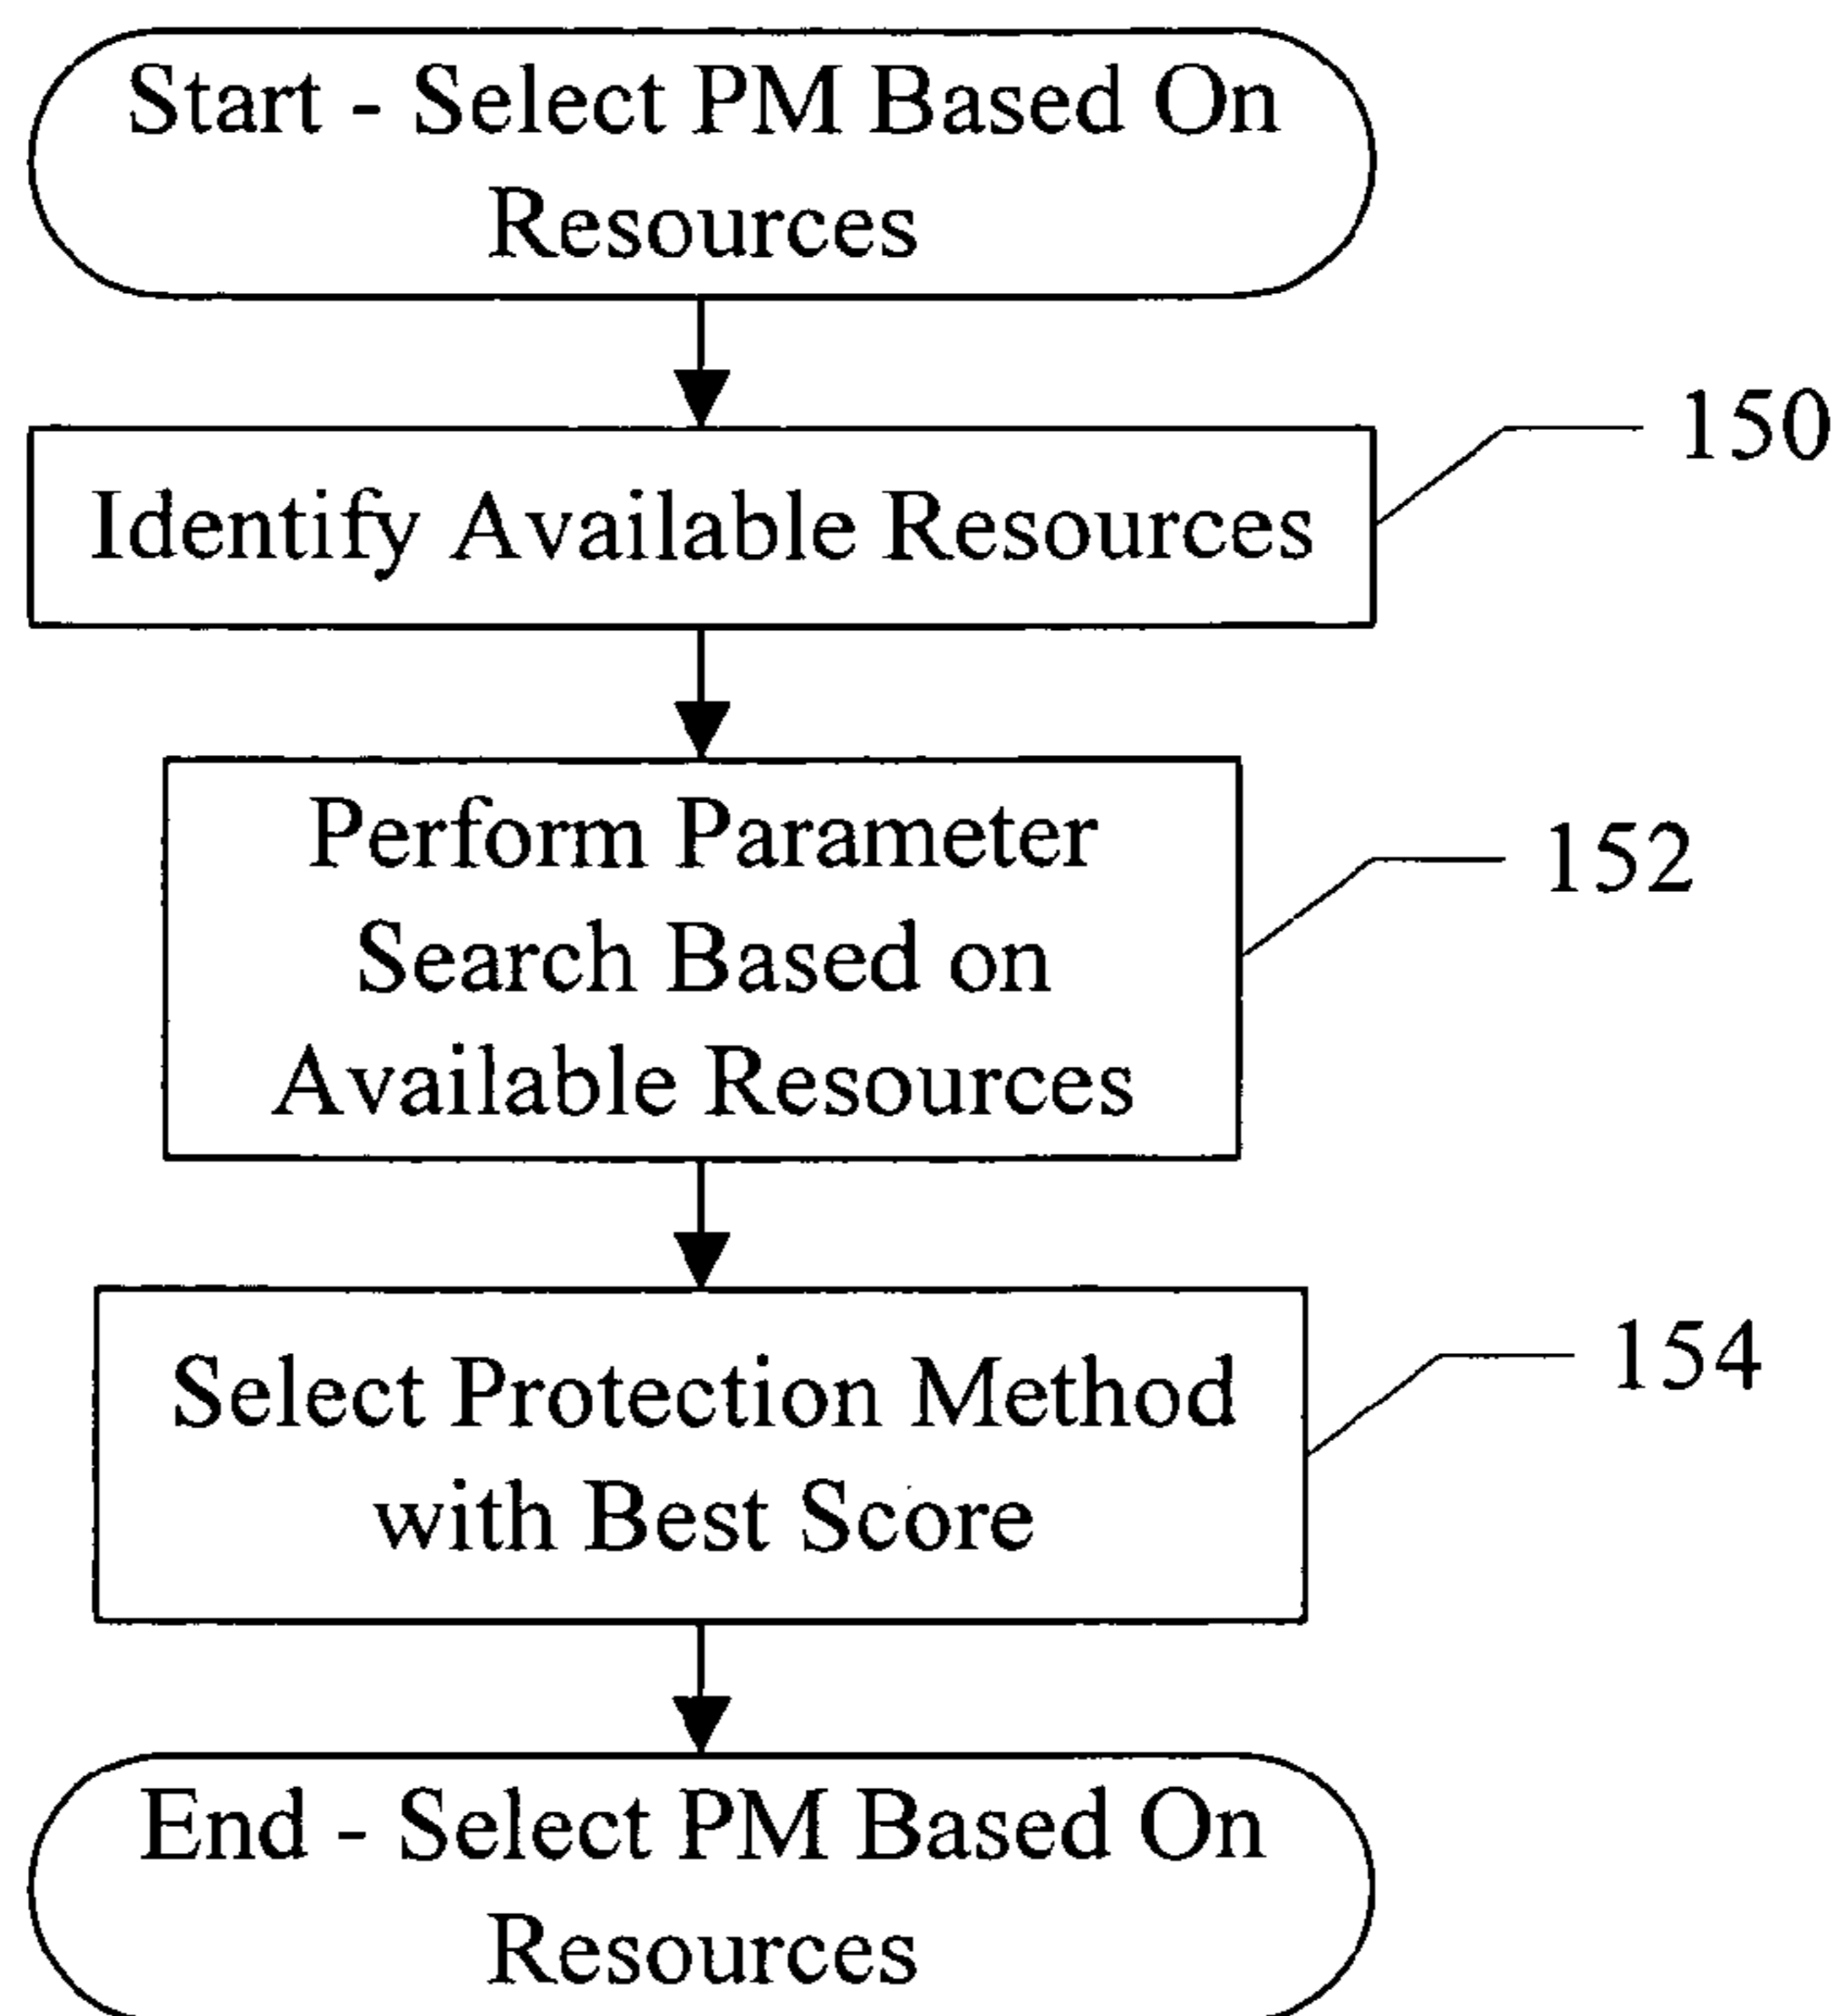 Start - Select PM Based On
Resources
150
Identify Available Resources
Perform Parameter
152
Search Based on
Available Resources
154
Select Protection Method
with Best Score
End - Select PM Based On
Resources